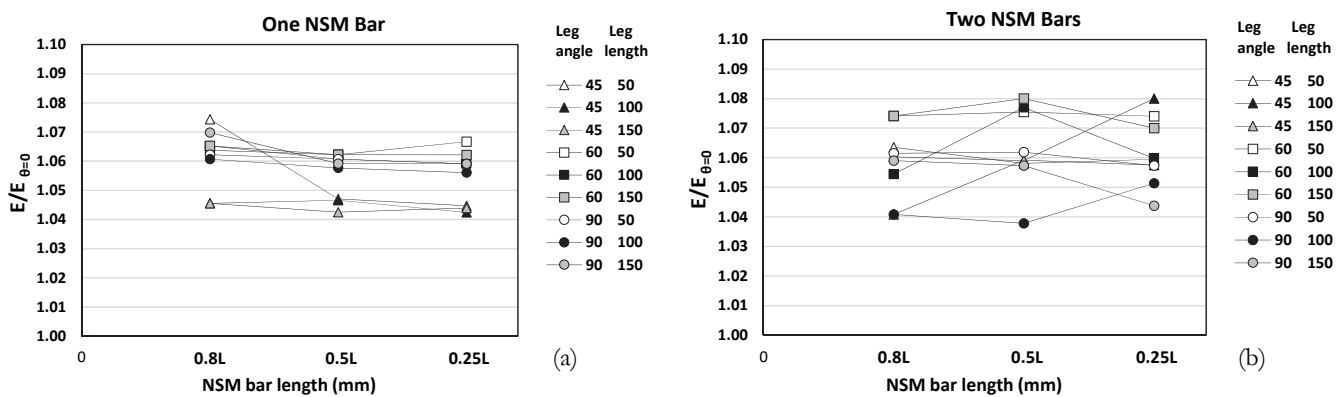 One NSM Bar
E/E θ=0
1.10
1.09
1.08
1.07
1.06
1.05
1.04
1.03
1.02
1.01
1.00
0 0.8L 0.5L 0.25L
NSM bar length (mm)
Leg Leg
angle length
45 50
45 100
45 150
60 50
60 100
60 150
90 50
90 100
90 150
(a)
Two NSM Bars
E/E θ=0
1.10
1.09
1.08
1.07
1.06
1.05
1.04
1.03
1.02
1.01
1.00
0 0.8L 0.5L 0.25L
NSM bar length (mm)
Leg Leg
angle length
45 50
45 100
45 150
60 50
60 100
60 150
90 50
90 100
90 150
(b)